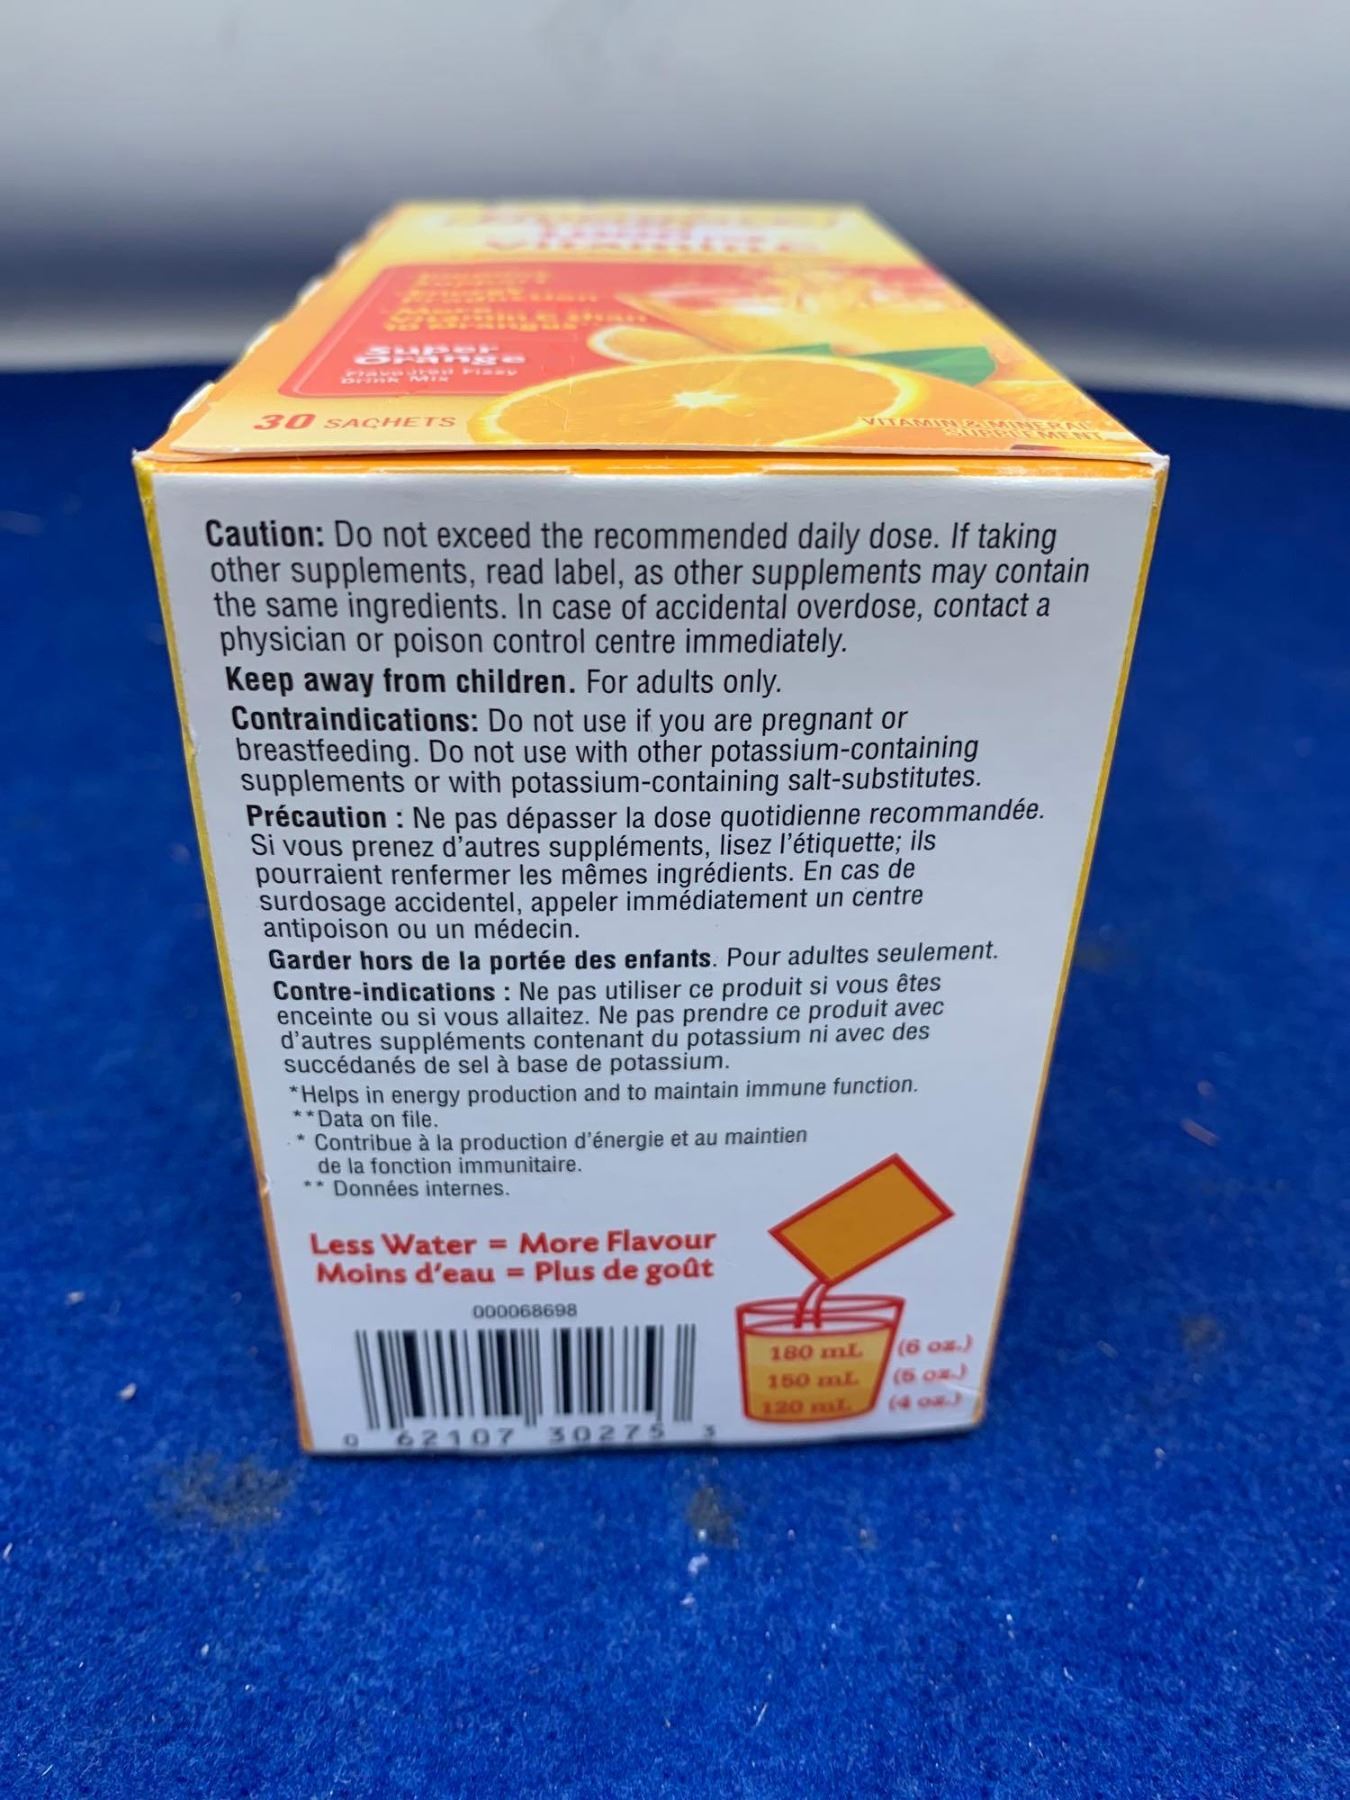 Super
Orange
Flavoured Fizzy
Drink Mix
30 SACHETS
VITAMIN & MINERAL
SUPPLEMENT
Caution: Do not exceed the recommended daily dose. If taking
other supplements, read label, as other supplements may contain
the same ingredients. In case of accidental overdose, contact a
physician or poison control centre immediately.
Keep away from children. For adults only.
Contraindications: Do not use if you are pregnant or
breastfeeding. Do not use with other potassium-containing
supplements or with potassium-containing salt-substitutes.
Précaution : Ne pas dépasser la dose quotidienne recommandée.
Si vous prenez d'autres suppléments, lisez l'étiquette; ils
pourraient renfermer les mêmes ingrédients. En cas de
surdosage accidentel, appeler immédiatement un centre
antipoison ou un médecin.
Garder hors de la portée des enfants. Pour adultes seulement.
Contre-indications : Ne pas utiliser ce produit si vous êtes
enceinte ou si vous allaitez. Ne pas prendre ce produit avec
d'autres suppléments contenant du potassium ni avec des
succédanés de sel à base de potassium.
*Helps in energy production and to maintain immune function.
**Data on file.
* Contribue à la production d'énergie et au maintien
de la fonction immunitaire.
** Données internes.
Less Water = More Flavour
Moins d'eau = Plus de goût
000068698
0 62107 30275 3
180 mL (6 oz.)
150 mL (5 oz.)
120 mL (4 oz.)